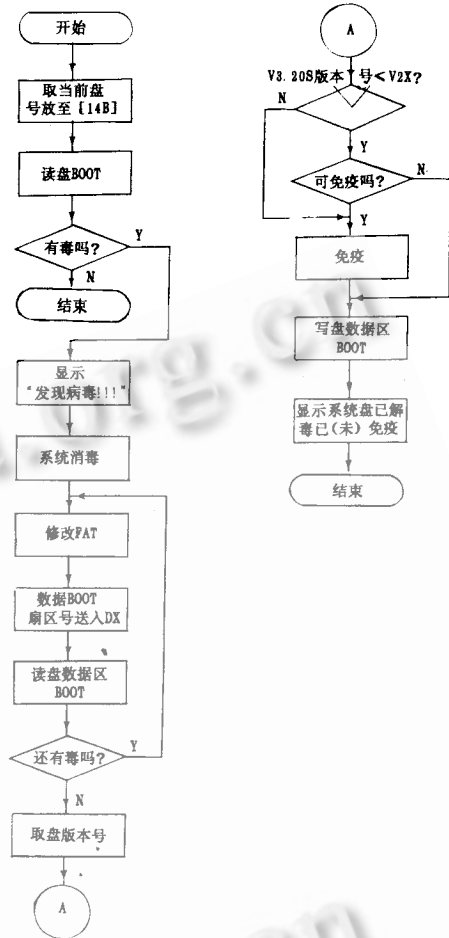 开始
取当前盘
号放至［14B］
读盘BOOT
有毒吗?
Y
N
结束
显示
"发现病毒!!!"
系统消毒
修改FAT
数据BOOT
扇区号送入DX
读盘数据区
BOOT
还有毒吗?
Y
N
取盘版本号
A
A
V3.20S版本号<V2X?
N
Y
可免疫吗?
N
Y
免疫
写盘数据区
BOOT
显示系统盘已解
毒已(未)免疫
结束